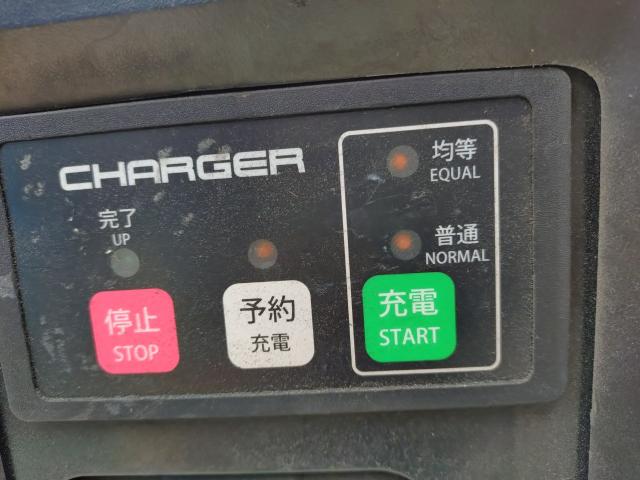 CHARGER
完了
UP
停止
STOP
予約
充電
均等
EQUAL
普通
NORMAL
充電
START